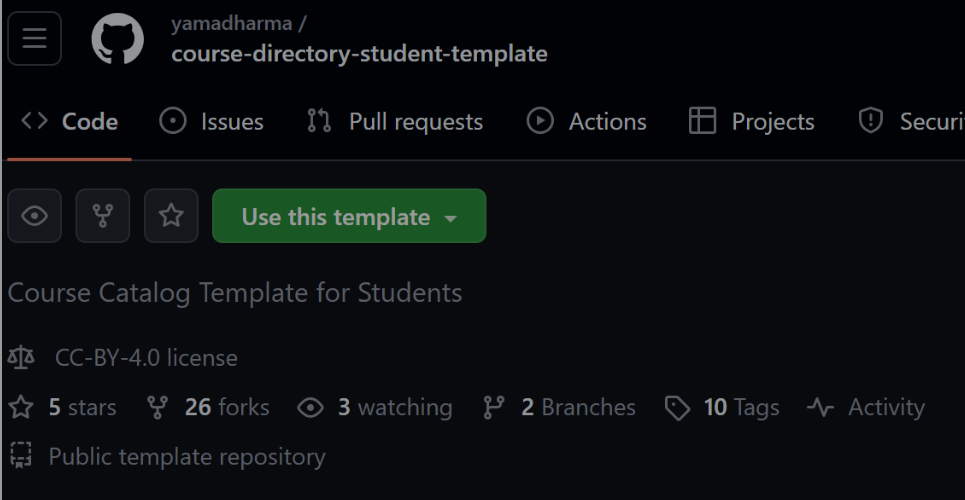 yamadharma /
course-directory-student-template
Code Issues Pull requests Actions Projects Securi
Use this template
Course Catalog Template for Students
CC-BY-4.0 license
5 stars 26 forks 3 watching 2 Branches 10 Tags Activity
Public template repository